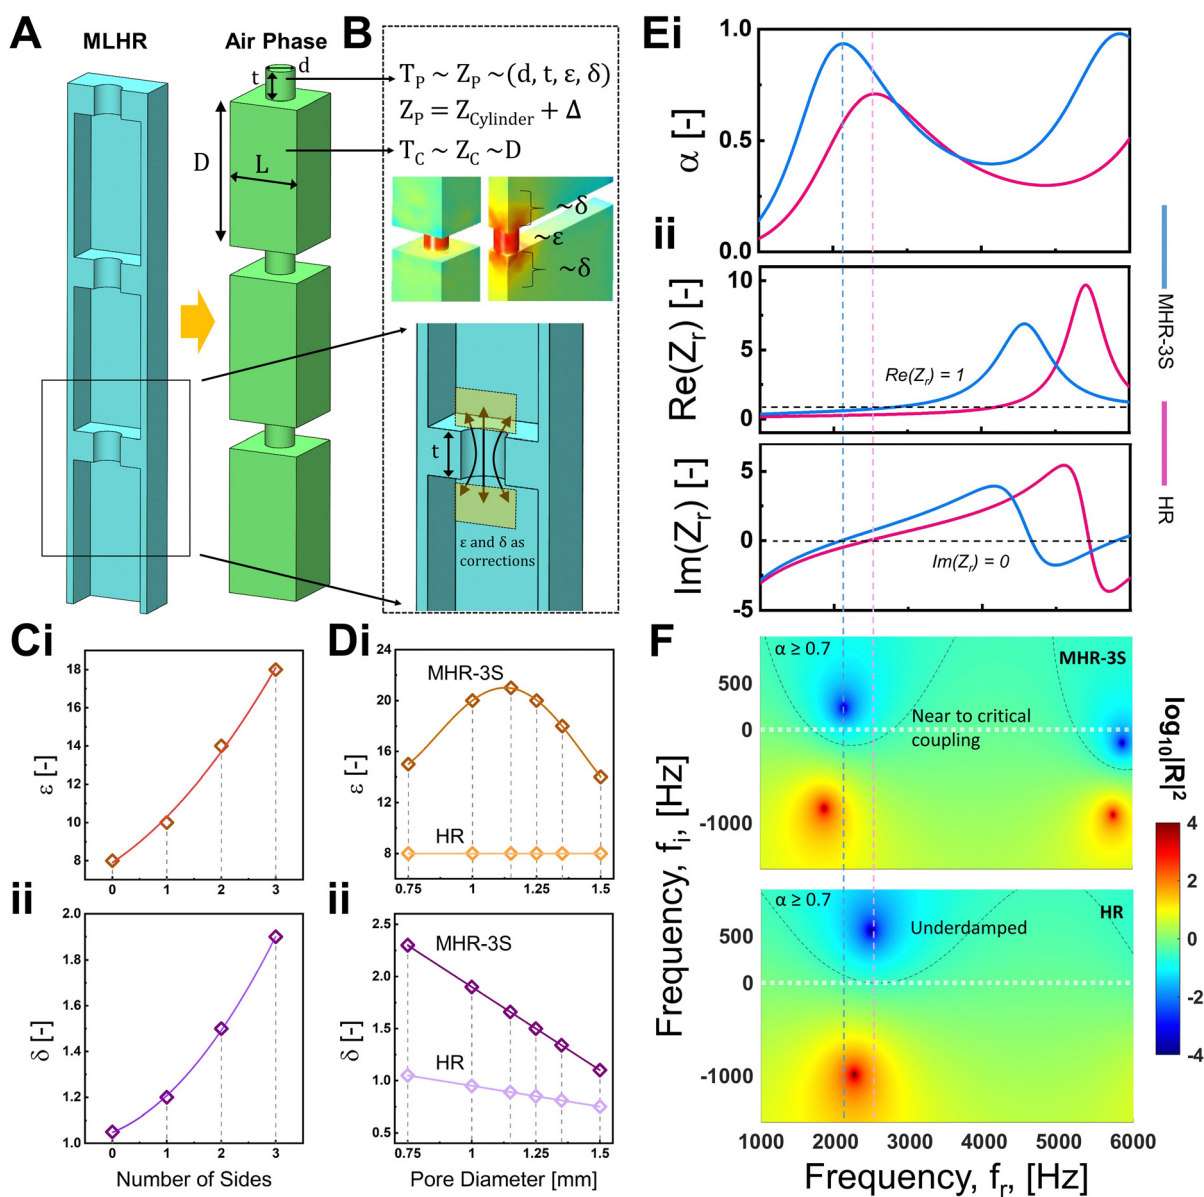 A
MLHR
Air Phase
t
d
D
L
B
T_P ~ Z_P ~ (d, t, ε, δ)
Z_P = Z_Cylinder + Δ
T_C ~ Z_C ~D
~δ
~ε
~δ
t
ε and δ as
corrections
Ci
ε [-]
18
16
14
12
10
8
0
1
2
3
ii
δ [-]
2.0
1.8
1.6
1.4
1.2
1.0
0
1
2
3
Number of Sides
Di
ε [-]
24
20
16
12
8
MHR-3S
HR
0.75
1
1.25
1.5
ii
δ [-]
2.5
2.0
1.5
1.0
0.5
MHR-3S
HR
0.75
1
1.25
1.5
Pore Diameter [mm]
Ei
α [-]
1.0
0.5
0.0
ii
Re(Z_r) [-]
10
5
0
Re(Z_r) = 1
Im(Z_r) [-]
5
0
-5
Im(Z_r) = 0
MHR-3S
HR
F
α ≥ 0.7
MHR-3S
500
0
-1000
Near to critical
coupling
α ≥ 0.7
HR
500
0
-1000
Underdamped
Frequency, f_i, [Hz]
1000
2000
3000
4000
5000
6000
Frequency, f_r, [Hz]
log₁₀|R|²
4
2
0
-2
-4